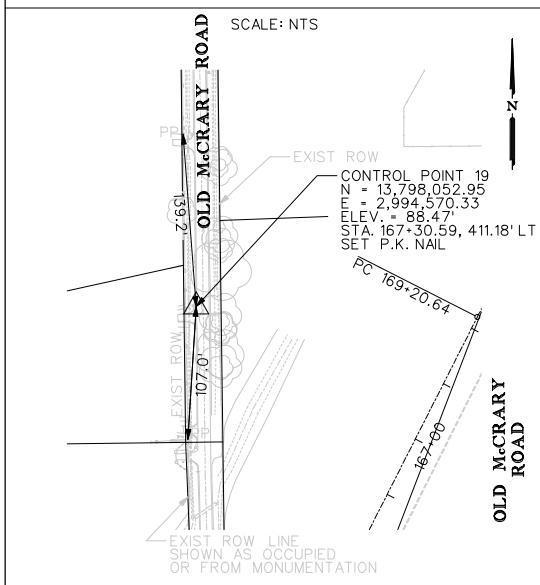 SCALE: NTS
OLD McCRARY ROAD
N
PP
EXIST ROW
CONTROL POINT 19
N = 13,798,052.95
E = 2,994,570.33
ELEV. = 88.47'
STA. 167+30.59, 411.18' LT
SET P.K. NAIL
139.2'
PC 169+20.64
EXIST ROW
107.0'
167+00
OLD McCRARY
ROAD
EXIST ROW LINE
SHOWN AS OCCUPIED
OR FROM MONUMENTATION